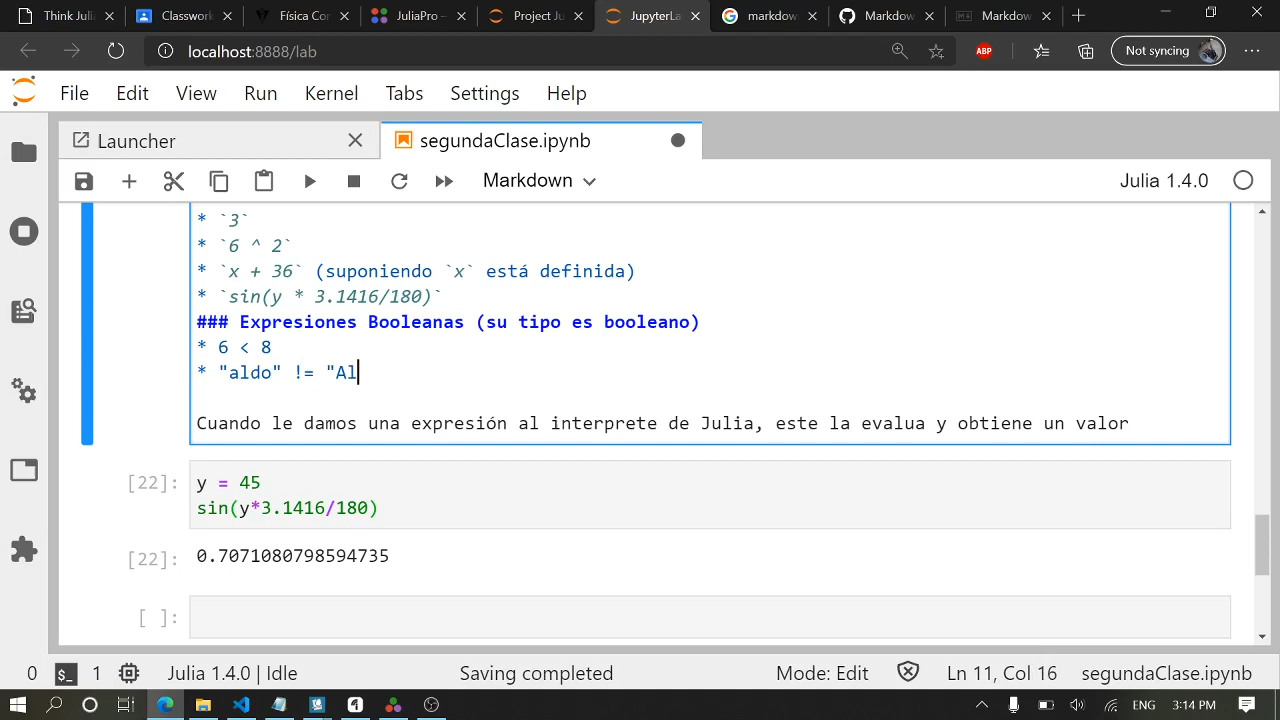 Think Julia
Classwork
Física Cor
JuliaPro -
Project Ju
JupyterLa
markdow
Markdow
Markdow
localhost:8888/lab
ABP
Not syncing
File Edit View Run Kernel Tabs Settings Help
Launcher
segundaClase.ipynb
Markdown
Julia 1.4.0
* `3`
* `6 ^ 2`
* `x + 36` (suponiendo `x` está definida)
* `sin(y * 3.1416/180)`
### Expresiones Booleanas (su tipo es booleano)
* 6 < 8
* "aldo" != "Al
Cuando le damos una expresión al interprete de Julia, este la evalua y obtiene un valor
[22]: y = 45
sin(y*3.1416/180)
[22]: 0.7071080798594735
[ ]:
0 $_ 1 Julia 1.4.0 | Idle Saving completed Mode: Edit Ln 11, Col 16 segundaClase.ipynb
ENG 3:14 PM